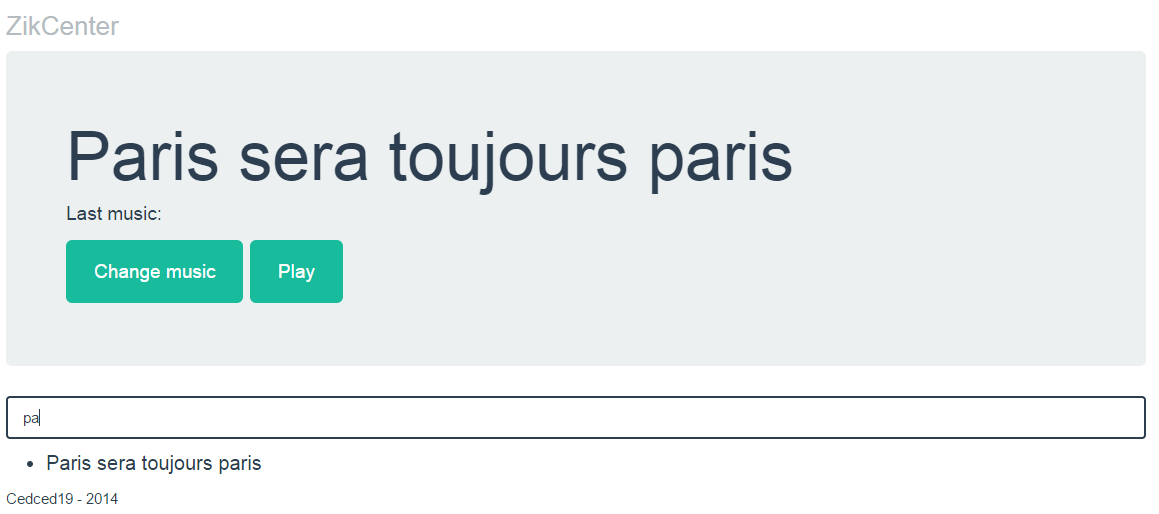 ZikCenter
Paris sera toujours paris
Last music:
Change music Play
pa
Paris sera toujours paris
Cedced19 - 2014